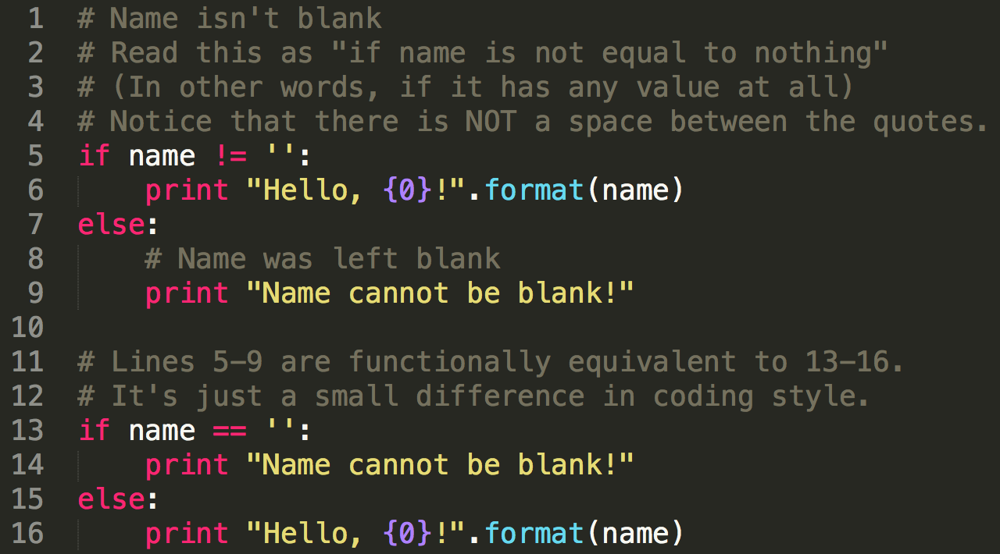 1 # Name isn't blank
2 # Read this as "if name is not equal to nothing"
3 # (In other words, if it has any value at all)
4 # Notice that there is NOT a space between the quotes.
5 if name != '':
6     print "Hello, {0}!".format(name)
7 else:
8     # Name was left blank
9     print "Name cannot be blank!"
10
11 # Lines 5–9 are functionally equivalent to 13–16.
12 # It's just a small difference in coding style.
13 if name == '':
14     print "Name cannot be blank!"
15 else:
16     print "Hello, {0}!".format(name)